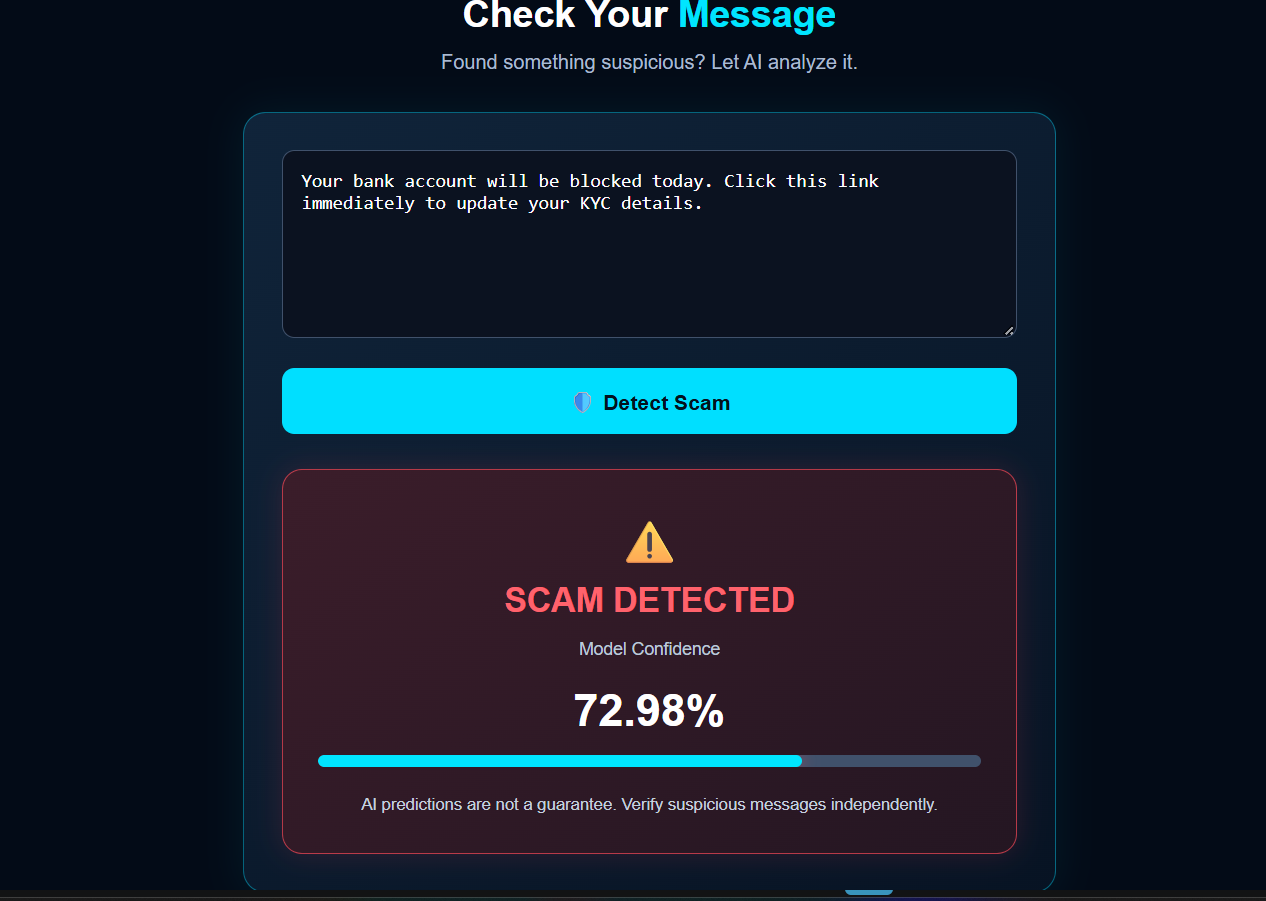 Check Your Message
Found something suspicious? Let AI analyze it.
Your bank account will be blocked today. Click this link
immediately to update your KYC details.
Detect Scam
SCAM DETECTED
Model Confidence
72.98%
AI predictions are not a guarantee. Verify suspicious messages independently.